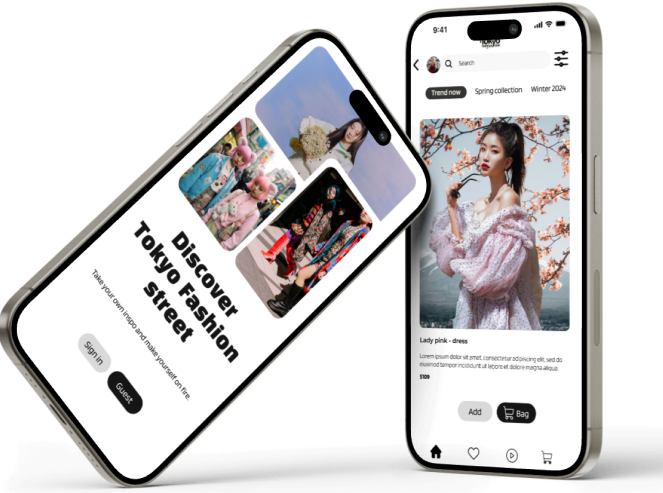 Discover
Tokyo Fashion
street
Take your own inspo and make yourself on fire.
Sign in
Guest
9:41
TOKYO
Search
Trend now
Spring collection
Winter 2024
Lady pink - dress
Lorem ipsum dolor sit amet, consectetur adipiscing elit, sed do
eiusmod tempor incididunt ut labore et dolore magna aliqua.
$109
Add
Bag